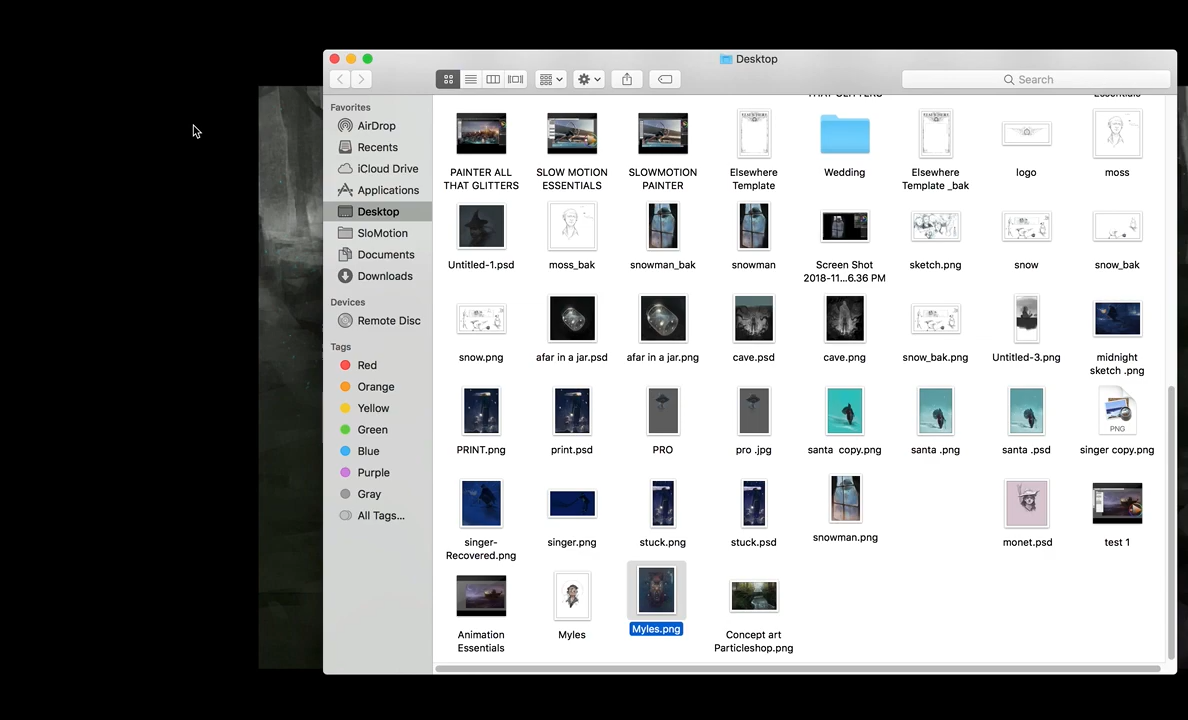 Desktop
Search
Favorites
AirDrop
Recents
iCloud Drive
Applications
Desktop
SloMotion
Documents
Downloads
Devices
Remote Disc
Tags
Red
Orange
Yellow
Green
Blue
Purple
Gray
All Tags...
THAT GLITTERS
Essentials
PAINTER ALL
THAT GLITTERS
SLOW MOTION
ESSENTIALS
SLOWMOTION
PAINTER
Elsewhere
Template
Wedding
Elsewhere
Template _bak
logo
moss
Untitled-1.psd
moss_bak
snowman_bak
snowman
Screen Shot
2018-11...6.36 PM
sketch.png
snow
snow_bak
snow.png
afar in a jar.psd
afar in a jar.png
cave.psd
cave.png
snow_bak.png
Untitled-3.png
midnight
sketch .png
PRINT.png
print.psd
PRO
pro .jpg
santa copy.png
santa .png
santa .psd
PNG
singer copy.png
singer-
Recovered.png
singer.png
stuck.png
stuck.psd
snowman.png
monet.psd
test 1
Animation
Essentials
Myles
Myles.png
Concept art
Particleshop.png